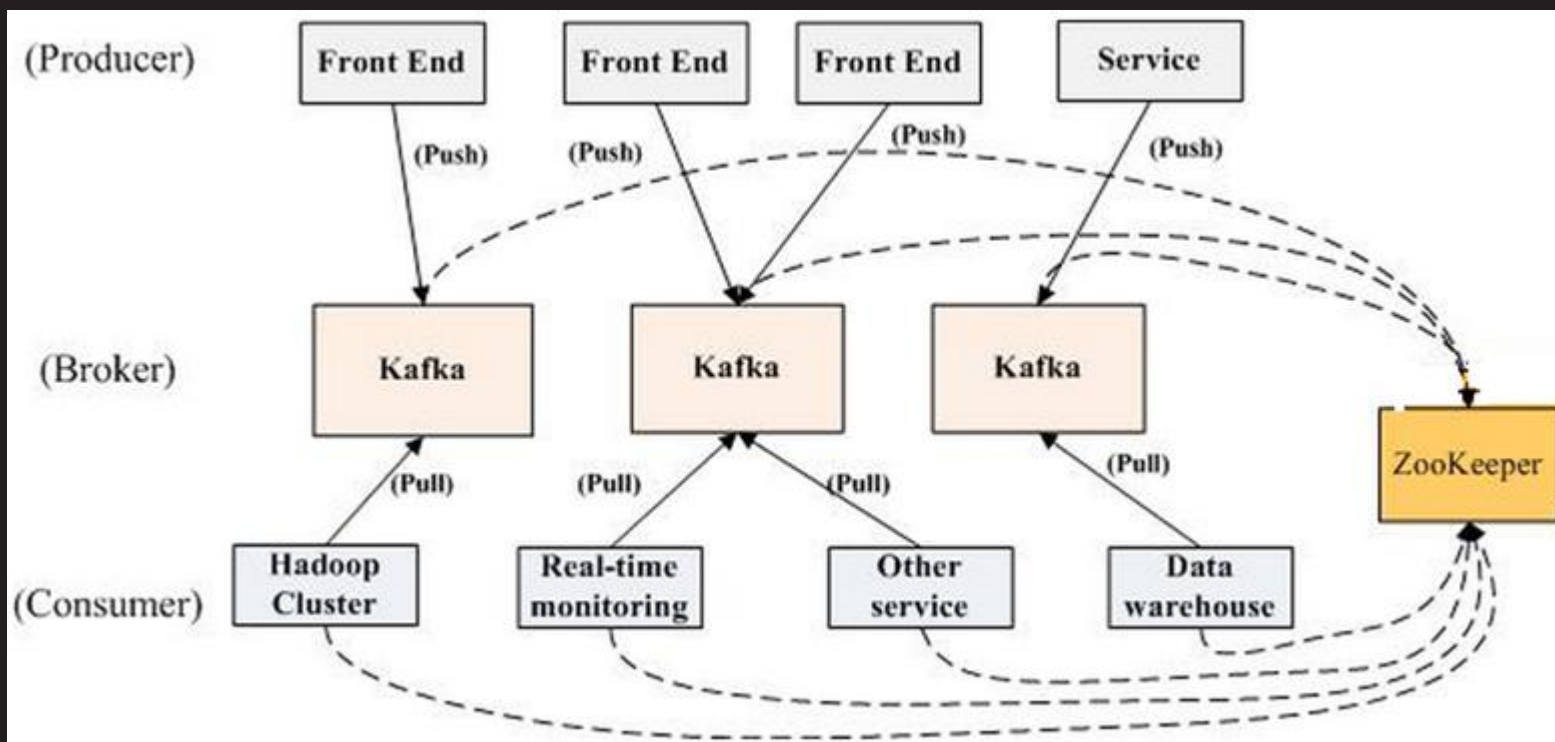 (Producer)
Front End
Front End
Front End
Service
(Push)
(Push)
(Push)
(Push)
(Broker)
Kafka
Kafka
Kafka
ZooKeeper
(Pull)
(Pull)
(Pull)
(Pull)
(Consumer)
Hadoop
Cluster
Real-time
monitoring
Other
service
Data
warehouse